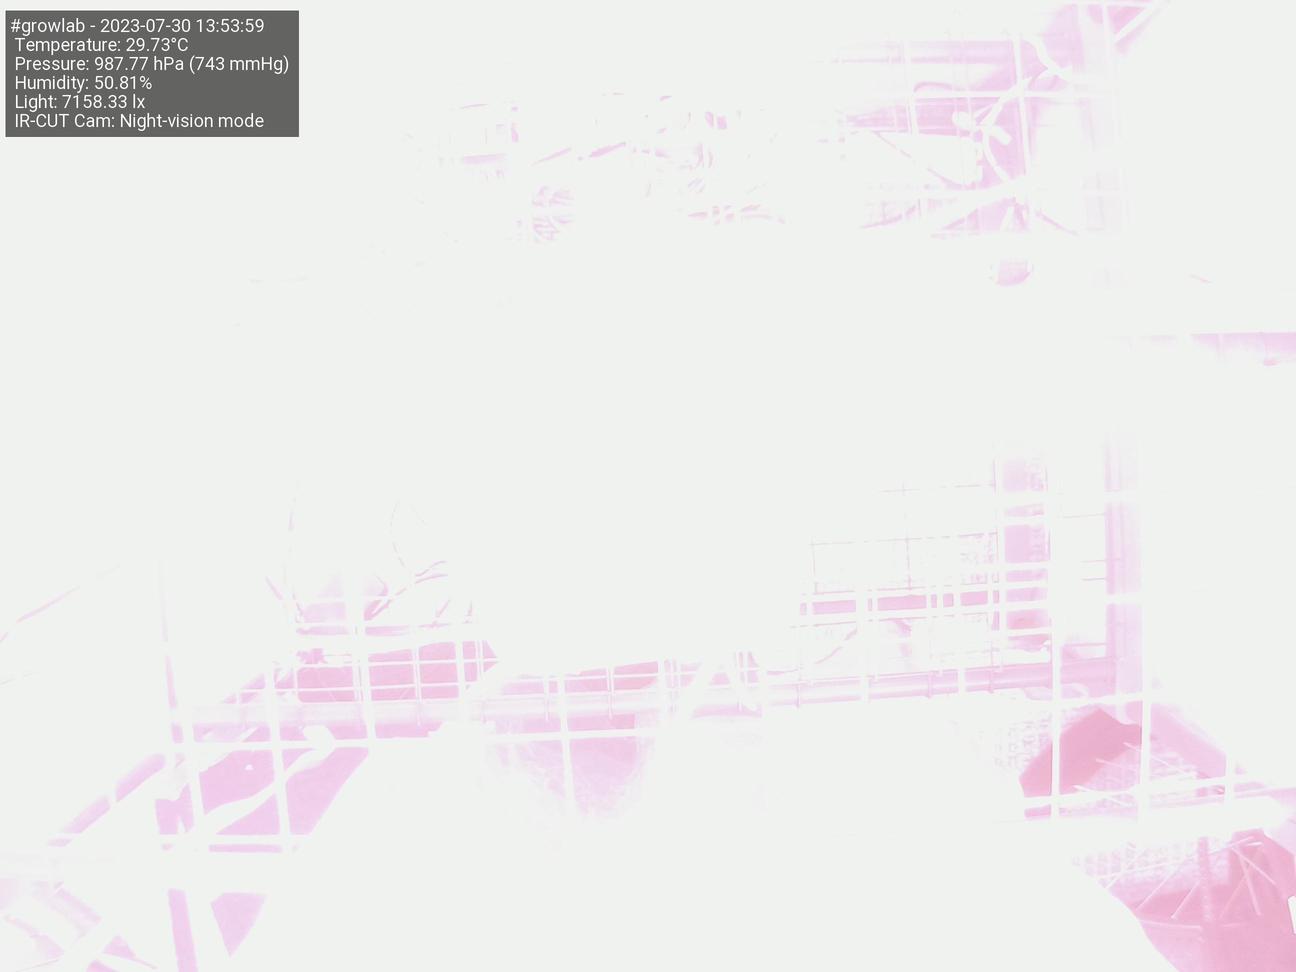 #growlab - 2023-07-30 13:53:59
Temperature: 29.73°C
Pressure: 987.77 hPa (743 mmHg)
Humidity: 50.81%
Light: 7158.33 lx
IR-CUT Cam: Night-vision mode